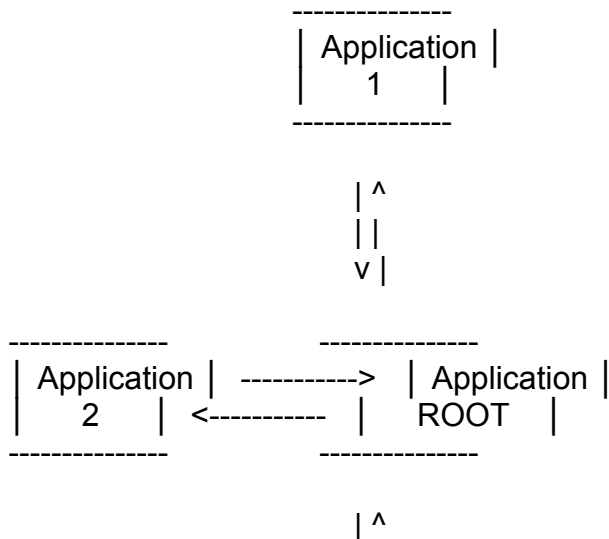 ---------------
| Application |
| 1 |
---------------
| ^
| |
v |
--------------- ---------------
| Application | -----------> | Application |
| 2 | <----------- | ROOT |
--------------- ---------------
| ^